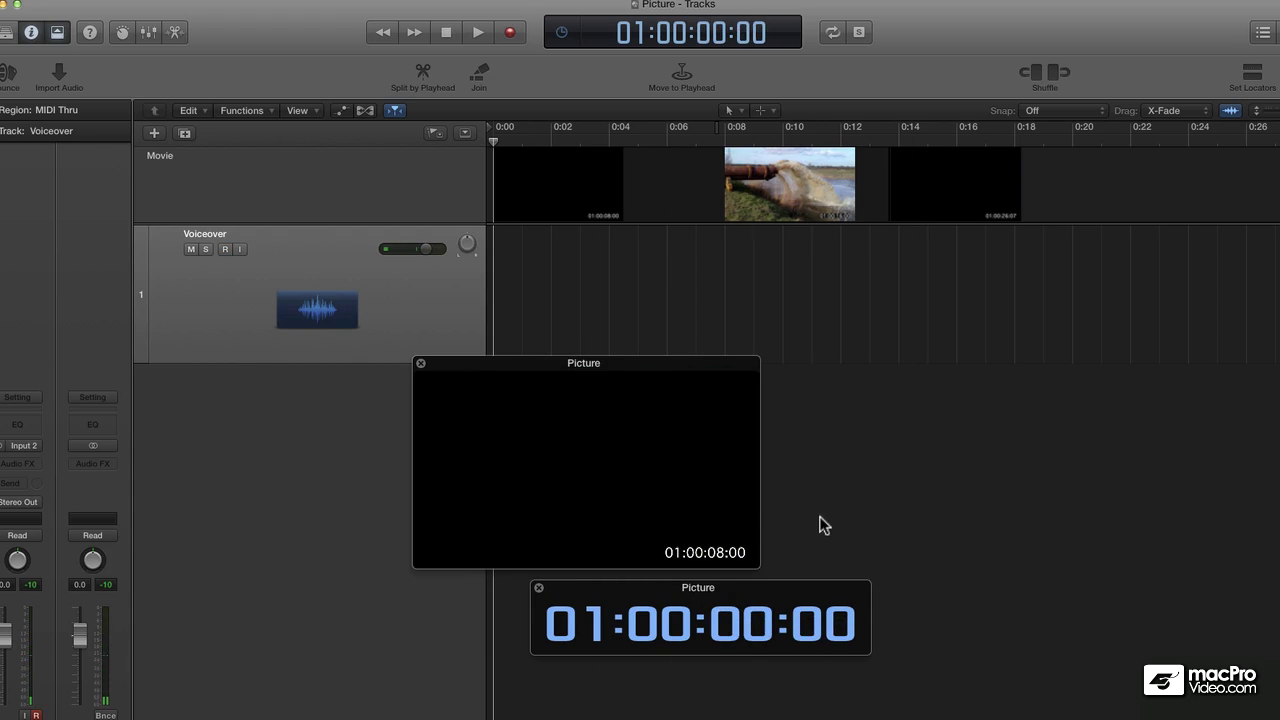 Picture - Tracks
01:00:00:00
Import Audio
Split by Playhead
Join
Move to Playhead
Shuffle
Set Locators
Region: MIDI Thru
Edit
Functions
View
Snap: Off
Drag: X-Fade
Track: Voiceover
0:00
0:02
0:04
0:06
0:08
0:10
0:12
0:14
0:16
0:18
0:20
0:22
0:24
0:26
Movie
01:00:08:00
01:00:26:07
Voiceover
M S R I
1
Picture
01:00:08:00
Picture
01:00:00:00
Setting
Setting
EQ
EQ
Input 2
Audio FX
Audio FX
Send
Stereo Out
Read
Read
0.0 -10
0.0 -10
I R
Bnce
macPro
Video.com